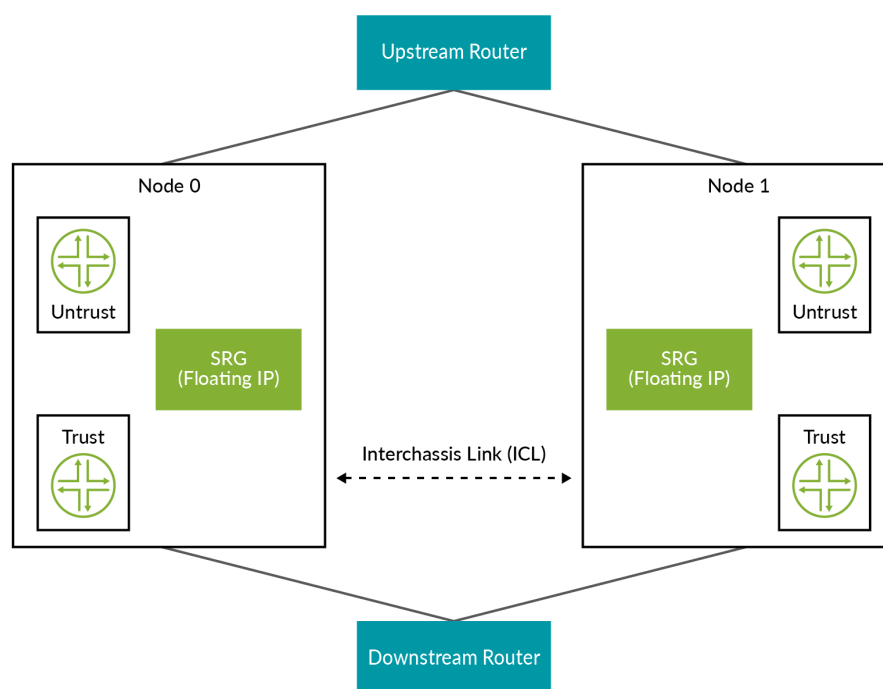 Upstream Router
Node 0
Node 1
Untrust
Untrust
SRG
(Floating IP)
SRG
(Floating IP)
Trust
Trust
Interchassis Link (ICL)
Downstream Router